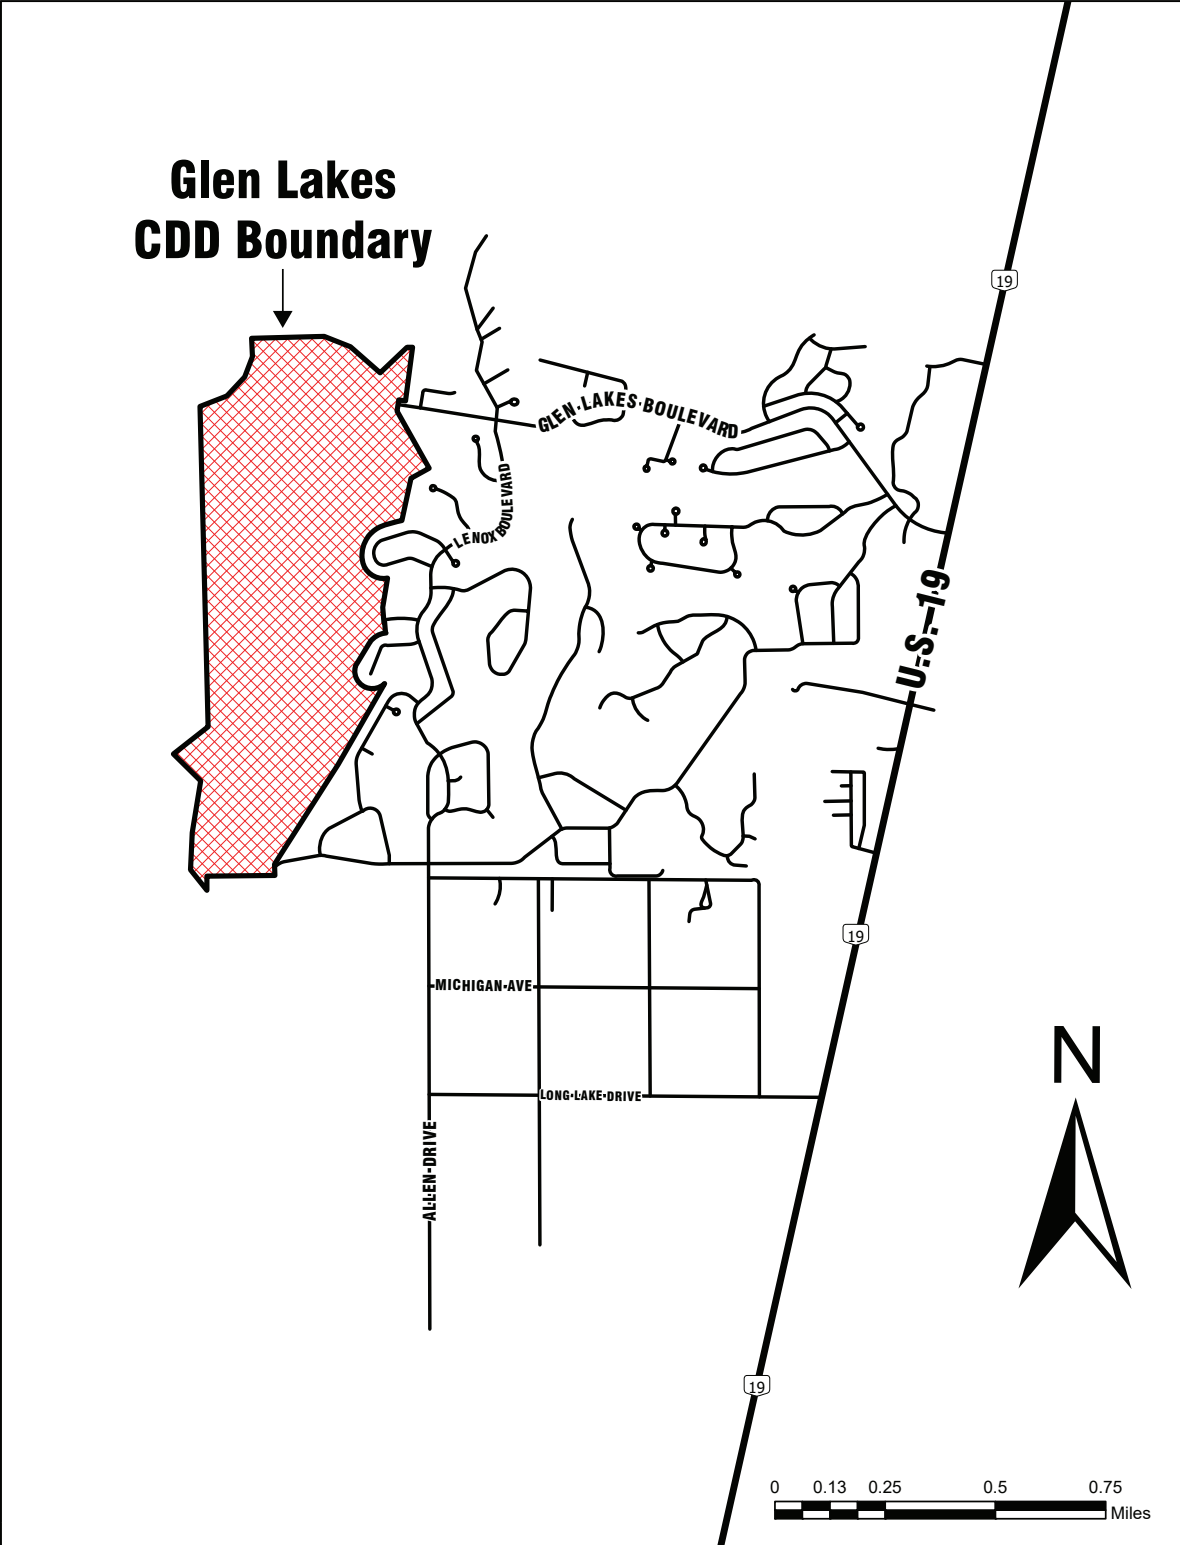 Glen Lakes
CDD Boundary
19
GLEN LAKES BOULEVARD
LENOX BOULEVARD
U.S. 19
19
MICHIGAN AVE
LONG LAKE DRIVE
N
ALLEN DRIVE
19
0 0.13 0.25 0.5 0.75
Miles